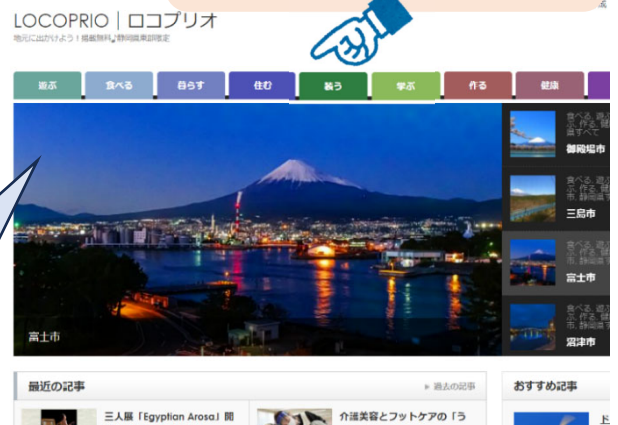 LOCOPRIO│ロコプリオ
地元に出かけよう！掲載無料♪静岡県東部限定
遊ぶ
食べる
暮らす
住む
装う
学ぶ
作る
健康
御殿場市
三島市
富士市
沼津市
富士市
最近の記事
▶ 過去の記事
おすすめ記事
三人展「Egyptian Arosa」開
介護美容とフットケアの「う